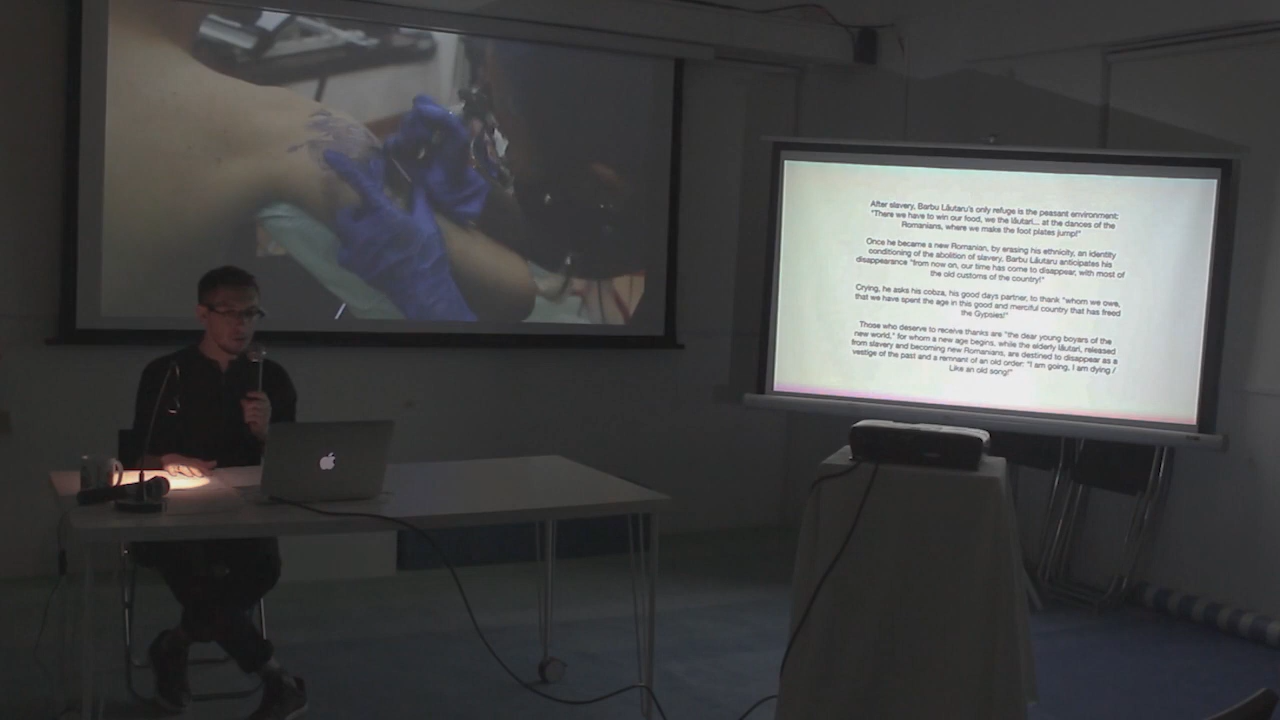 After slavery, Barbu Lăutaru's only refuge is the peasant environment:
"There we have to win our food, we the lăutari... at the dances of the
Romanians, where we make the foot plates jump!"
Once he became a new Romanian, by erasing his ethnicity, an identity
conditioning of the abolition of slavery, Barbu Lăutaru anticipates his
disappearance "from now on, our time has come to disappear, with most of
the old customs of the country!"
Crying, he asks his cobza, his good days partner, to thank "whom we owe,
that we have spent the age in this good and merciful country that has freed
the Gypsies!"
Those who deserve to receive thanks are "the dear young boyars of the
new world," for whom a new age begins, while the elderly lăutari, released
from slavery and becoming new Romanians, are destined to disappear as a
vestige of the past and a remnant of an old order: "I am going, I am dying /
Like an old song!"